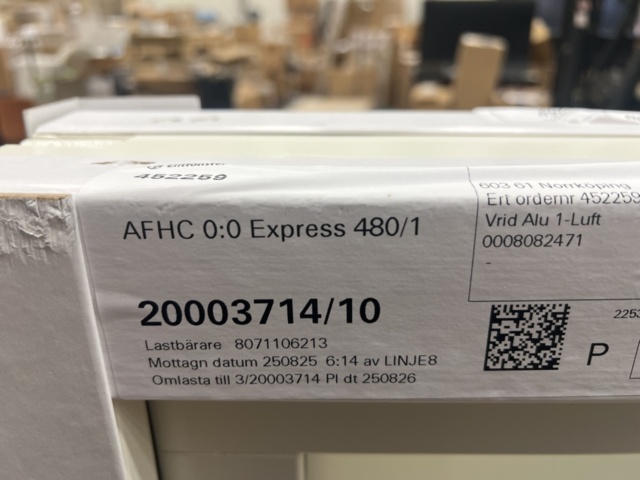 452259
603 61 Norrköping
Ert ordernr 452259
Vrid Alu 1-Luft
0008082471
-
AFHC 0:0 Express 480/1
20003714/10
Lastbärare 8071106213
Mottagn datum 250825 6:14 av LINJE8
Omlasta till 3/20003714 Pl dt 250826
P